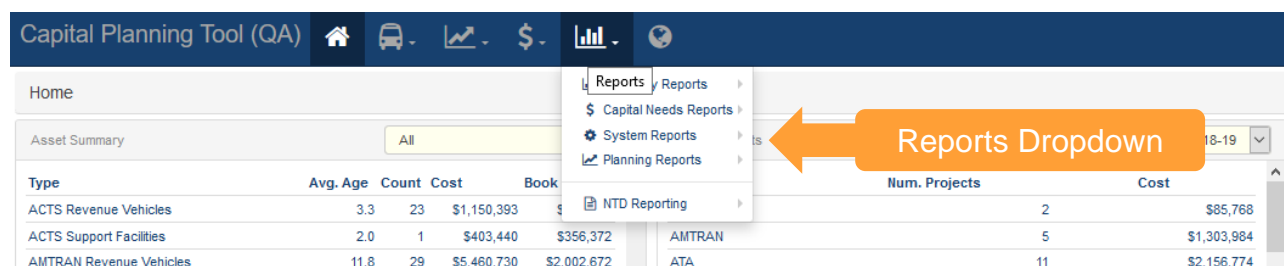 Capital Planning Tool (QA)
Home
Reports
y Reports
$ Capital Needs Reports
System Reports
Planning Reports
NTD Reporting
Reports Dropdown
Asset Summary
All
ts
18-19
Type Avg. Age Count Cost Book
ACTS Revenue Vehicles 3.3 23 $1,150,393 $
ACTS Support Facilities 2.0 1 $403,440 $356,372
AMTRAN Revenue Vehicles 11.8 29 $5,460,730 $2,002,672
Num. Projects Cost
2 $85,768
AMTRAN 5 $1,303,984
ATA 11 $2,156,774